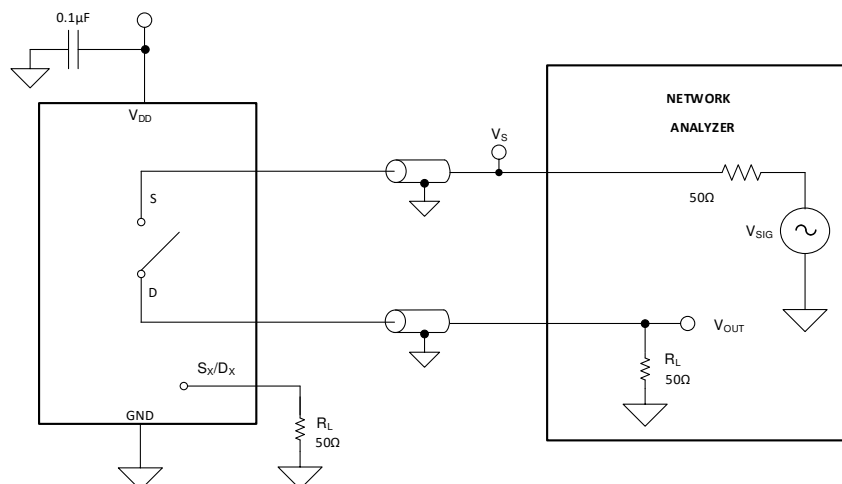 0.1µF
VDD
NETWORK
ANALYZER
VS
S
50Ω
VSIG
D
VOUT
SX/DX
RL
50Ω
GND
RL
50Ω